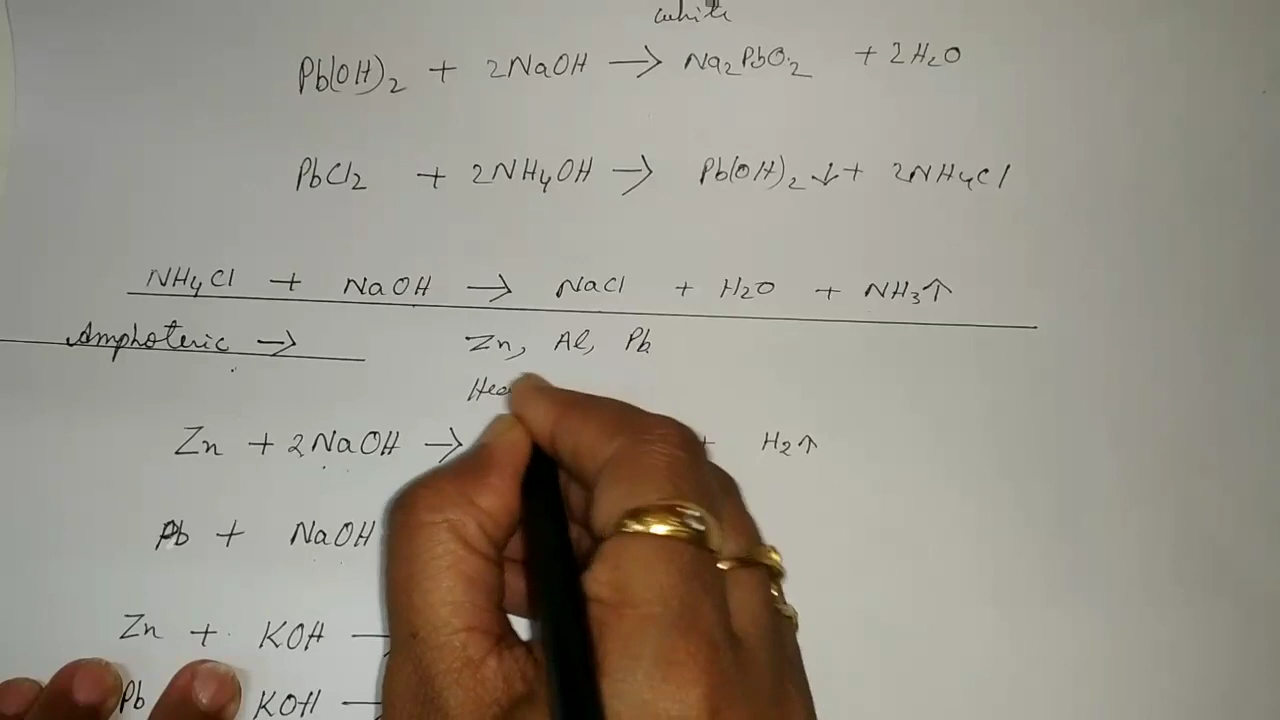 white
Pb(OH)2 + 2NaOH → Na2PbO2 + 2H2O
PbCl2 + 2NH4OH → Pb(OH)2 ↓ + 2NH4Cl
NH4Cl + NaOH → NaCl + H2O + NH3↑
Amphoteric → Zn, Al, Pb
Zn + 2NaOH → + H2↑
Pb + NaOH
Zn + KOH
Pb KOH